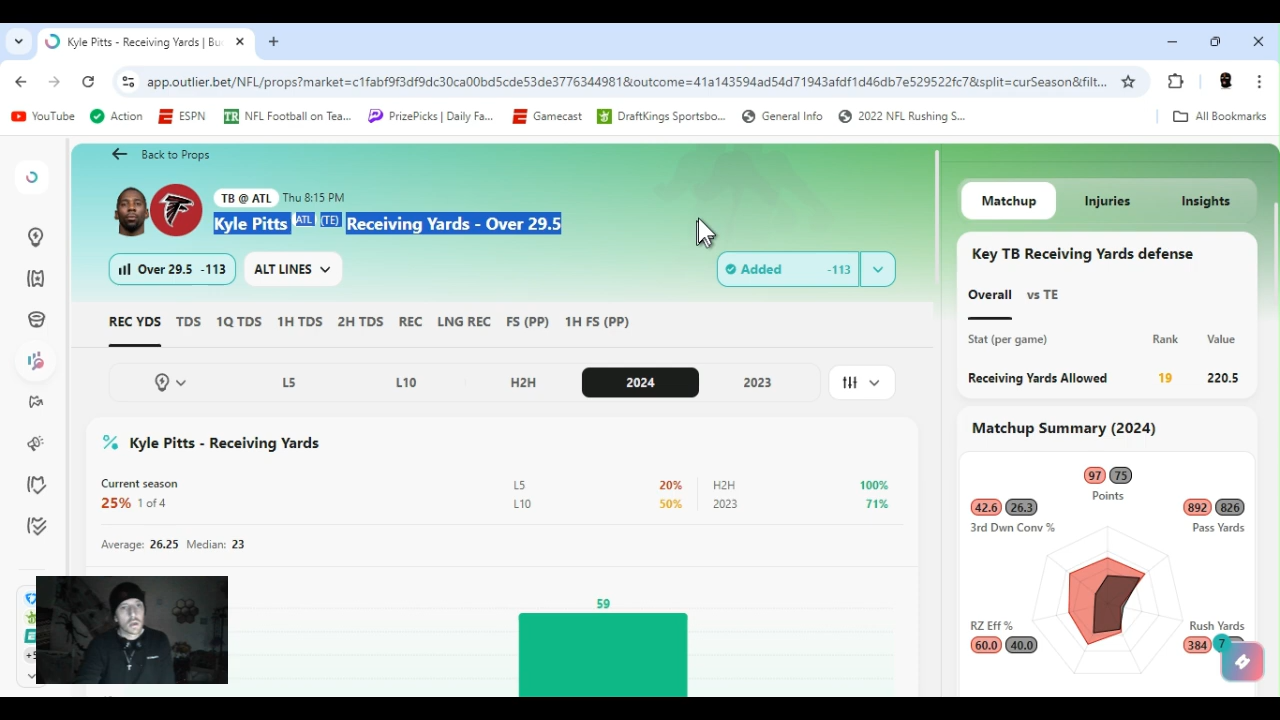 Kyle Pitts - Receiving Yards | Bu
app.outlier.bet/NFL/props?market=c1fabf9f3df9dc30ca00bd5cde53de3776344981&outcome=41a143594ad54d71943afdf1d46db7e529522fc7&split=curSeason&filt...
YouTube Action ESPN NFL Football on Tea... PrizePicks | Daily Fa... Gamecast DraftKings Sportsbo... General Info 2022 NFL Rushing S... All Bookmarks
Back to Props
TB @ ATL Thu 8:15 PM
Kyle Pitts ATL (TE) Receiving Yards - Over 29.5
Over 29.5 -113 ALT LINES Added -113
REC YDS TDS 1Q TDS 1H TDS 2H TDS REC LNG REC FS (PP) 1H FS (PP)
L5 L10 H2H 2024 2023
Kyle Pitts - Receiving Yards
Current season L5 20% H2H 100%
25% 1 of 4 L10 50% 2023 71%
Average: 26.25 Median: 23
59
Matchup Injuries Insights
Key TB Receiving Yards defense
Overall vs TE
Stat (per game) Rank Value
Receiving Yards Allowed 19 220.5
Matchup Summary (2024)
97 75
Points
42.6 26.3 892 826
3rd Dwn Conv % Pass Yards
RZ Eff % Rush Yards
60.0 40.0 384 7